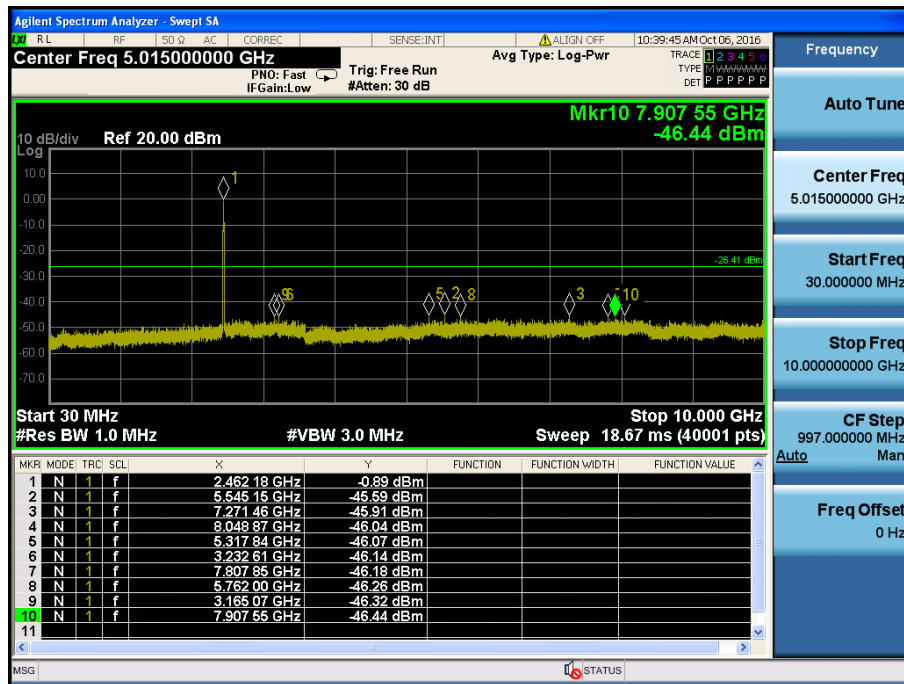 Agilent Spectrum Analyzer - Swept SA
LXI RL RF 50 Ω AC CORREC SENSE:INT ALIGN OFF 10:39:45 AM Oct 06, 2016
Center Freq 5.015000000 GHz
PNO: Fast
IFGain:Low
Trig: Free Run
#Atten: 30 dB
Avg Type: Log-Pwr
TRACE 1 2 3 4 5 6
TYPE M WWWWW
DET P P P P P P
Mkr10 7.907 55 GHz
-46.44 dBm
10 dB/div Ref 20.00 dBm
Log
10.0
0.00
-10.0
-20.0
-30.0
-40.0
-50.0
-60.0
-70.0
1
-26.41 dBm
6 5 2 8 3 10
Start 30 MHz Stop 10.000 GHz
#Res BW 1.0 MHz #VBW 3.0 MHz Sweep 18.67 ms (40001 pts)
MKR MODE TRC SCL X Y FUNCTION FUNCTION WIDTH FUNCTION VALUE
1 N 1 f 2.462 18 GHz -0.89 dBm
2 N 1 f 5.545 15 GHz -45.59 dBm
3 N 1 f 7.271 46 GHz -45.91 dBm
4 N 1 f 8.048 87 GHz -46.04 dBm
5 N 1 f 5.317 84 GHz -46.07 dBm
6 N 1 f 3.232 61 GHz -46.14 dBm
7 N 1 f 7.807 85 GHz -46.18 dBm
8 N 1 f 5.762 00 GHz -46.26 dBm
9 N 1 f 3.165 07 GHz -46.32 dBm
10 N 1 f 7.907 55 GHz -46.44 dBm
11
MSG STATUS
Frequency
Auto Tune
Center Freq
5.015000000 GHz
Start Freq
30.000000 MHz
Stop Freq
10.000000000 GHz
CF Step
997.000000 MHz
Auto Man
Freq Offset
0 Hz